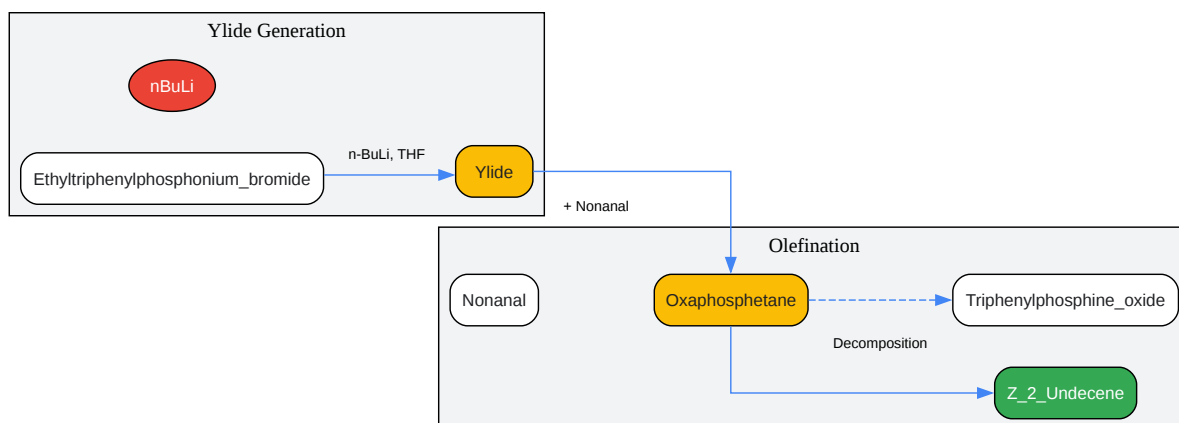 Ylide Generation
nBuLi
n-BuLi, THF
Ethyltriphenylphosphonium_bromide
Ylide
+ Nonanal
Olefination
Nonanal
Oxaphosphetane
Triphenylphosphine_oxide
Decomposition
Z_2_Undecene